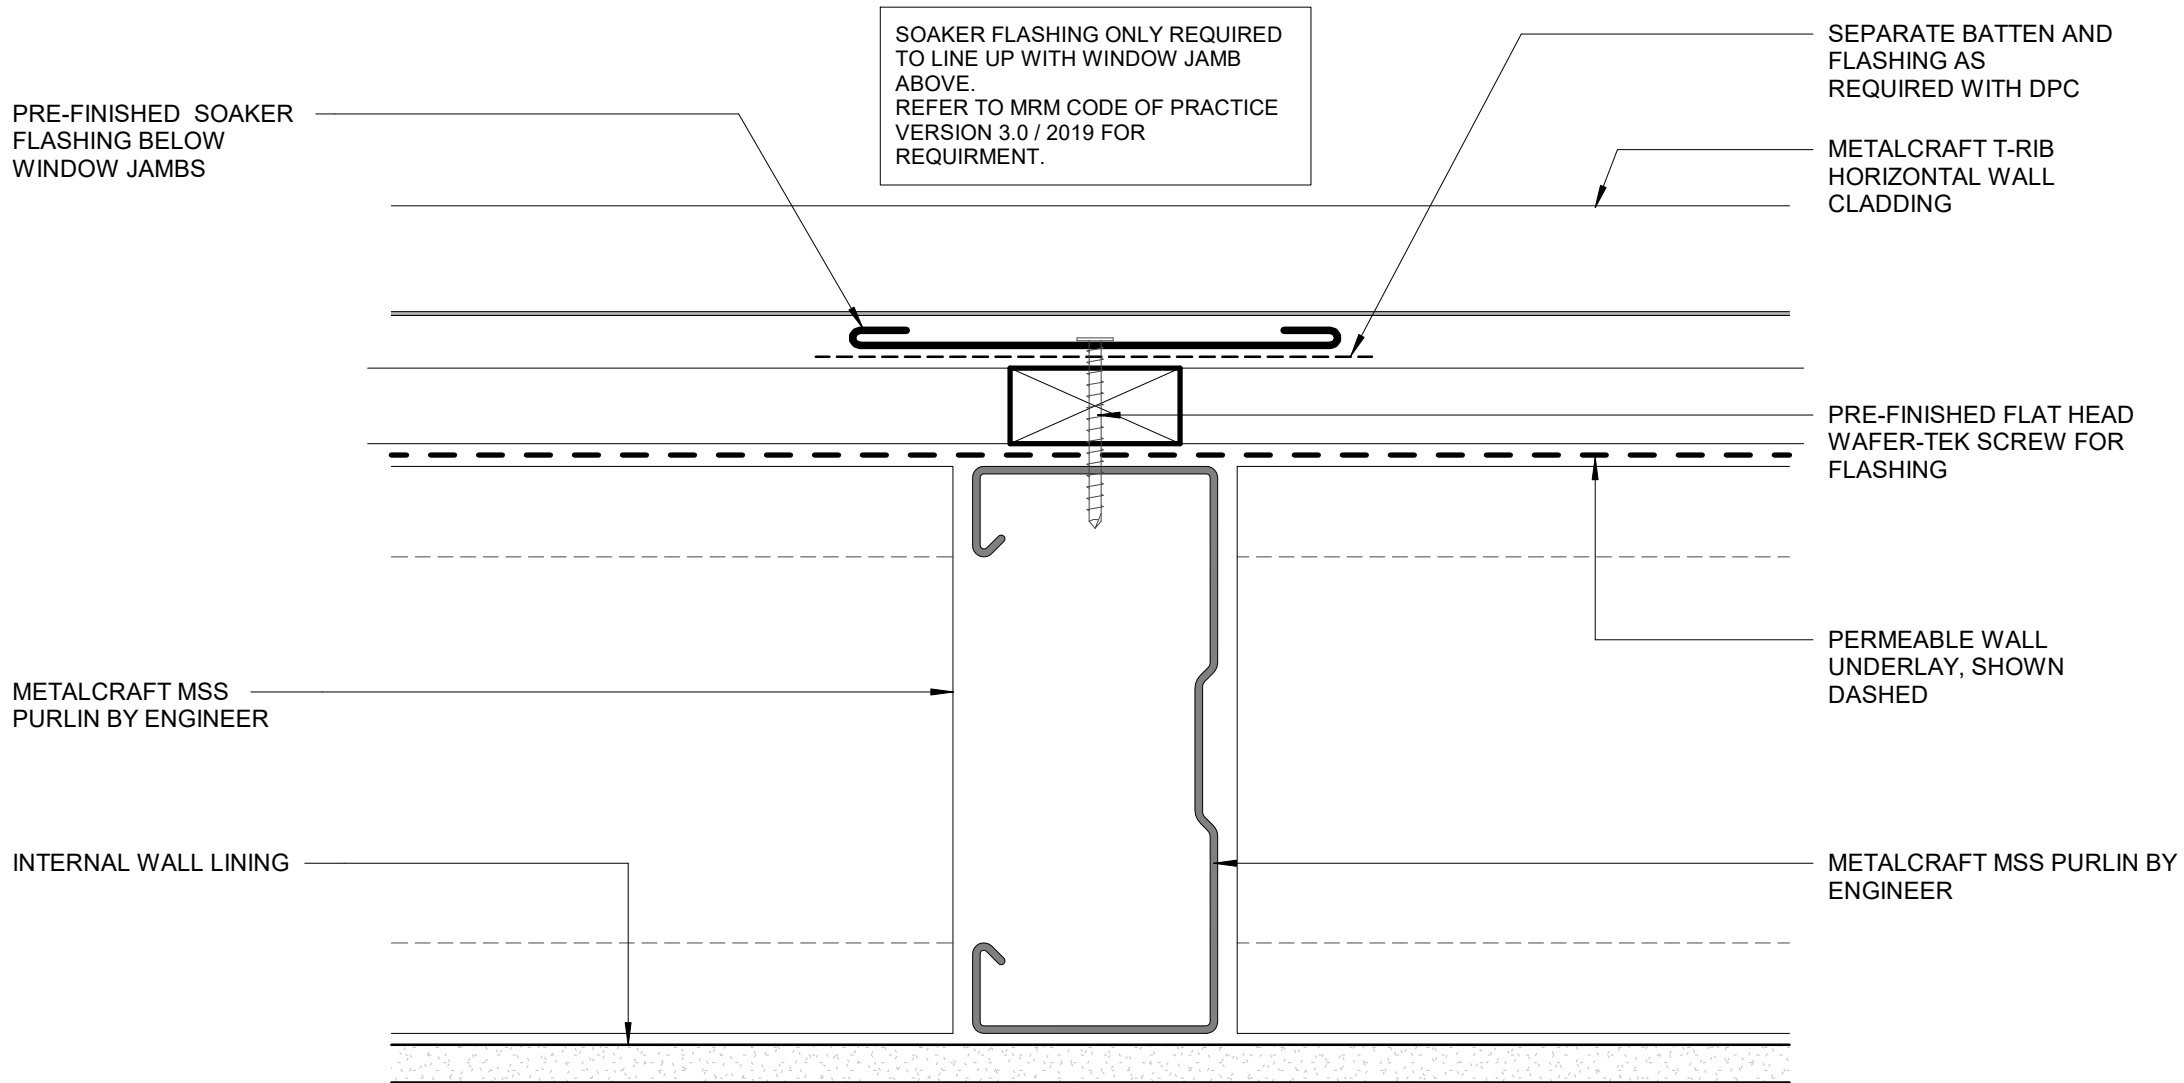 SOAKER FLASHING ONLY REQUIRED
TO LINE UP WITH WINDOW JAMB
ABOVE.
REFER TO MRM CODE OF PRACTICE
VERSION 3.0 / 2019 FOR
REQUIRMENT.
PRE-FINISHED SOAKER
FLASHING BELOW
WINDOW JAMBS
METALCRAFT MSS
PURLIN BY ENGINEER
INTERNAL WALL LINING
SEPARATE BATTEN AND
FLASHING AS
REQUIRED WITH DPC
METALCRAFT T-RIB
HORIZONTAL WALL
CLADDING
PRE-FINISHED FLAT HEAD
WAFER-TEK SCREW FOR
FLASHING
PERMEABLE WALL
UNDERLAY, SHOWN
DASHED
METALCRAFT MSS PURLIN BY
ENGINEER